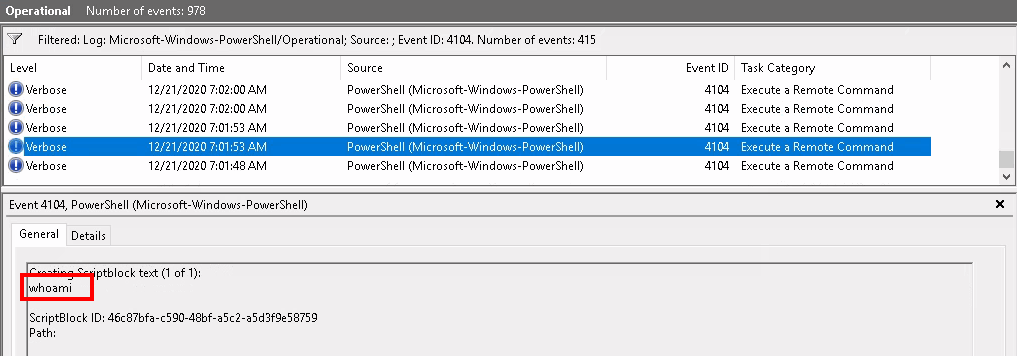 Operational Number of events: 978
Filtered: Log: Microsoft-Windows-PowerShell/Operational; Source: ; Event ID: 4104. Number of events: 415
Level Date and Time Source Event ID Task Category
Verbose 12/21/2020 7:02:00 AM PowerShell (Microsoft-Windows-PowerShell) 4104 Execute a Remote Command
Verbose 12/21/2020 7:02:00 AM PowerShell (Microsoft-Windows-PowerShell) 4104 Execute a Remote Command
Verbose 12/21/2020 7:01:53 AM PowerShell (Microsoft-Windows-PowerShell) 4104 Execute a Remote Command
Verbose 12/21/2020 7:01:53 AM PowerShell (Microsoft-Windows-PowerShell) 4104 Execute a Remote Command
Verbose 12/21/2020 7:01:48 AM PowerShell (Microsoft-Windows-PowerShell) 4104 Execute a Remote Command
Event 4104, PowerShell (Microsoft-Windows-PowerShell)
General Details
Creating Scriptblock text (1 of 1):
whoami
ScriptBlock ID: 46c87bfa-c590-48bf-a5c2-a5d3f9e58759
Path: